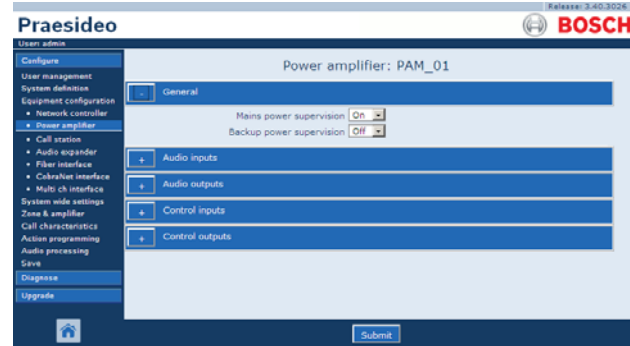 Release: 3.40.3026
Praesideo
BOSCH
User: admin
Configure
User management
System definition
Equipment configuration
• Network controller
• Power amplifier
• Call station
• Audio expander
• Fiber interface
• CobraNet interface
• Multi ch interface
System wide settings
Zone & amplifier
Call characteristics
Action programming
Audio processing
Save
Diagnose
Upgrade
Power amplifier: PAM_01
- General
Mains power supervision On
Backup power supervision Off
+ Audio inputs
+ Audio outputs
+ Control inputs
+ Control outputs
Submit